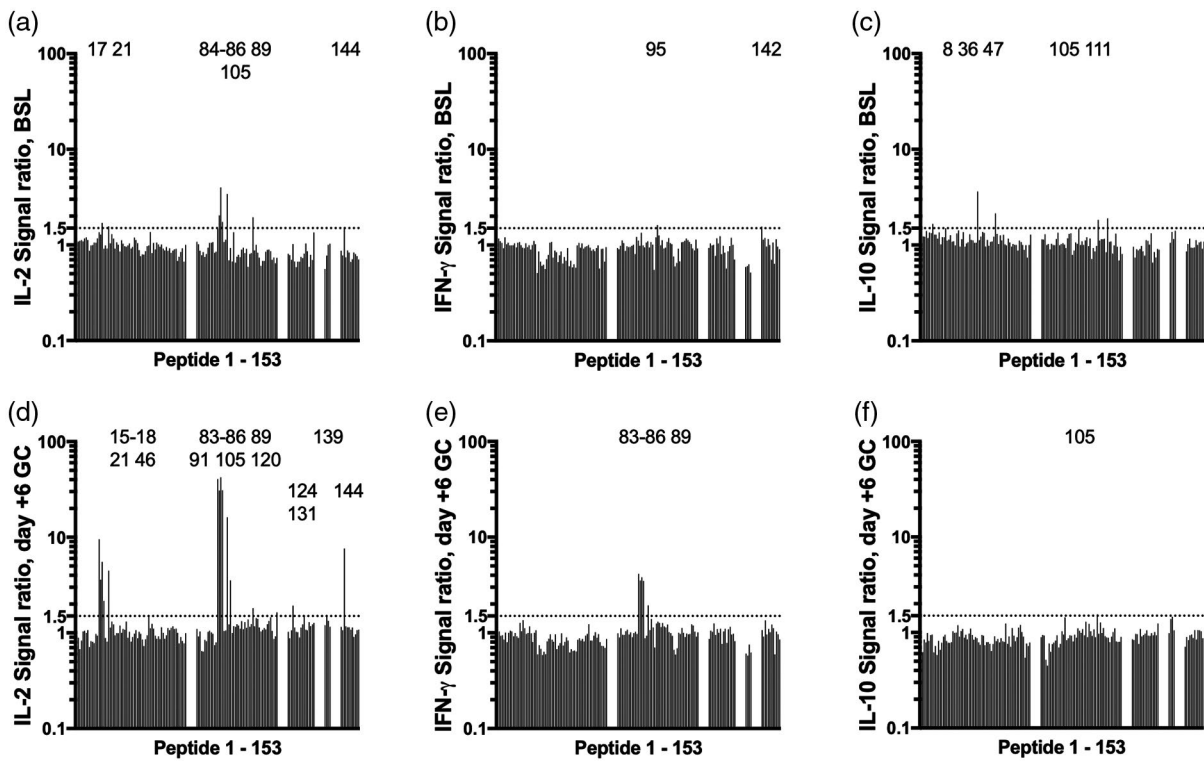 (a)
17 21
84-86 89
144
105
100
10
1.5
1
0.1
IL-2 Signal ratio, BSL
Peptide 1 - 153
(b)
95
142
100
10
1.5
1
0.1
IFN-γ Signal ratio, BSL
Peptide 1 - 153
(c)
8 36 47
105 111
100
10
1.5
1
0.1
IL-10 Signal ratio, BSL
Peptide 1 - 153
(d)
15-18
83-86 89
139
21 46
91 105 120
124
144
131
100
10
1.5
1
0.1
IL-2 Signal ratio, day +6 GC
Peptide 1 - 153
(e)
83-86 89
100
10
1.5
1
0.1
IFN-γ Signal ratio, day +6 GC
Peptide 1 - 153
(f)
105
100
10
1.5
1
0.1
IL-10 Signal ratio, day +6 GC
Peptide 1 - 153